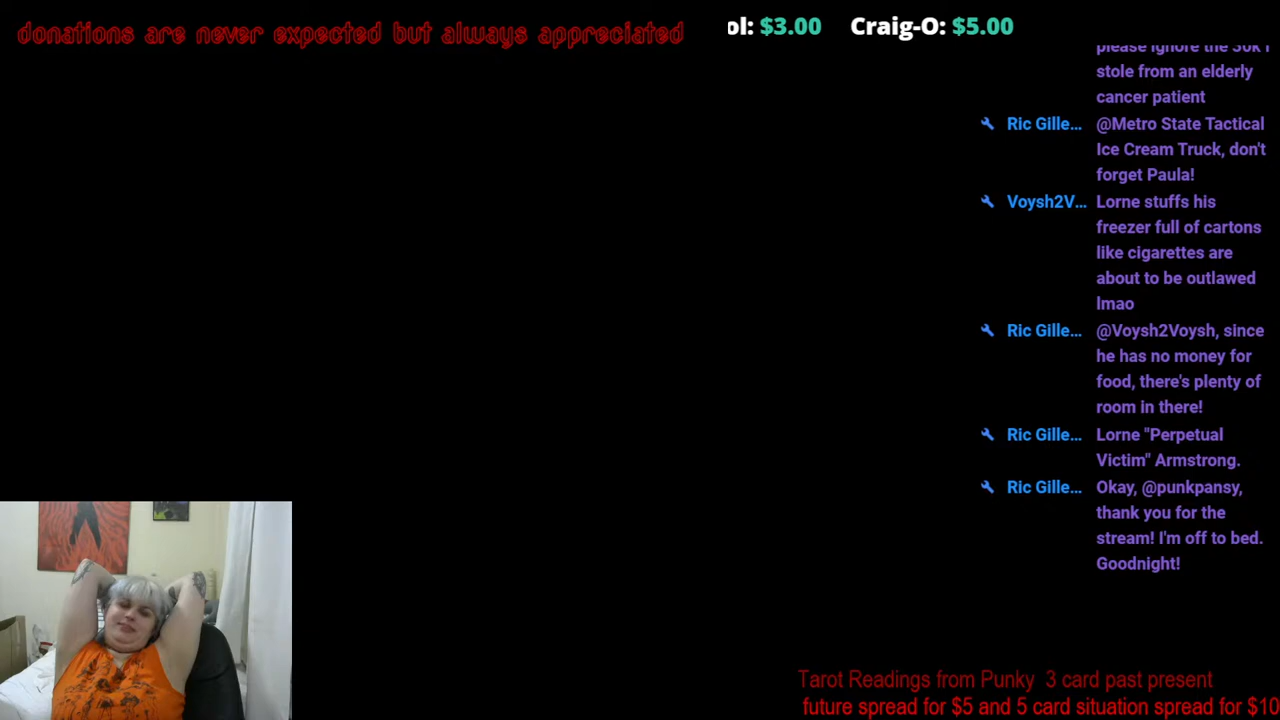 donations are never expected but always appreciated
ol: $3.00 Craig-O: $5.00
please ignore the 30k I
stole from an elderly
cancer patient
Ric Gille... @Metro State Tactical
Ice Cream Truck, don't
forget Paula!
Voysh2V... Lorne stuffs his
freezer full of cartons
like cigarettes are
about to be outlawed
lmao
Ric Gille... @Voysh2Voysh, since
he has no money for
food, there's plenty of
room in there!
Ric Gille... Lorne "Perpetual
Victim" Armstrong.
Ric Gille... Okay, @punkpansy,
thank you for the
stream! I'm off to bed.
Goodnight!
Tarot Readings from Punky 3 card past present
future spread for $5 and 5 card situation spread for $10